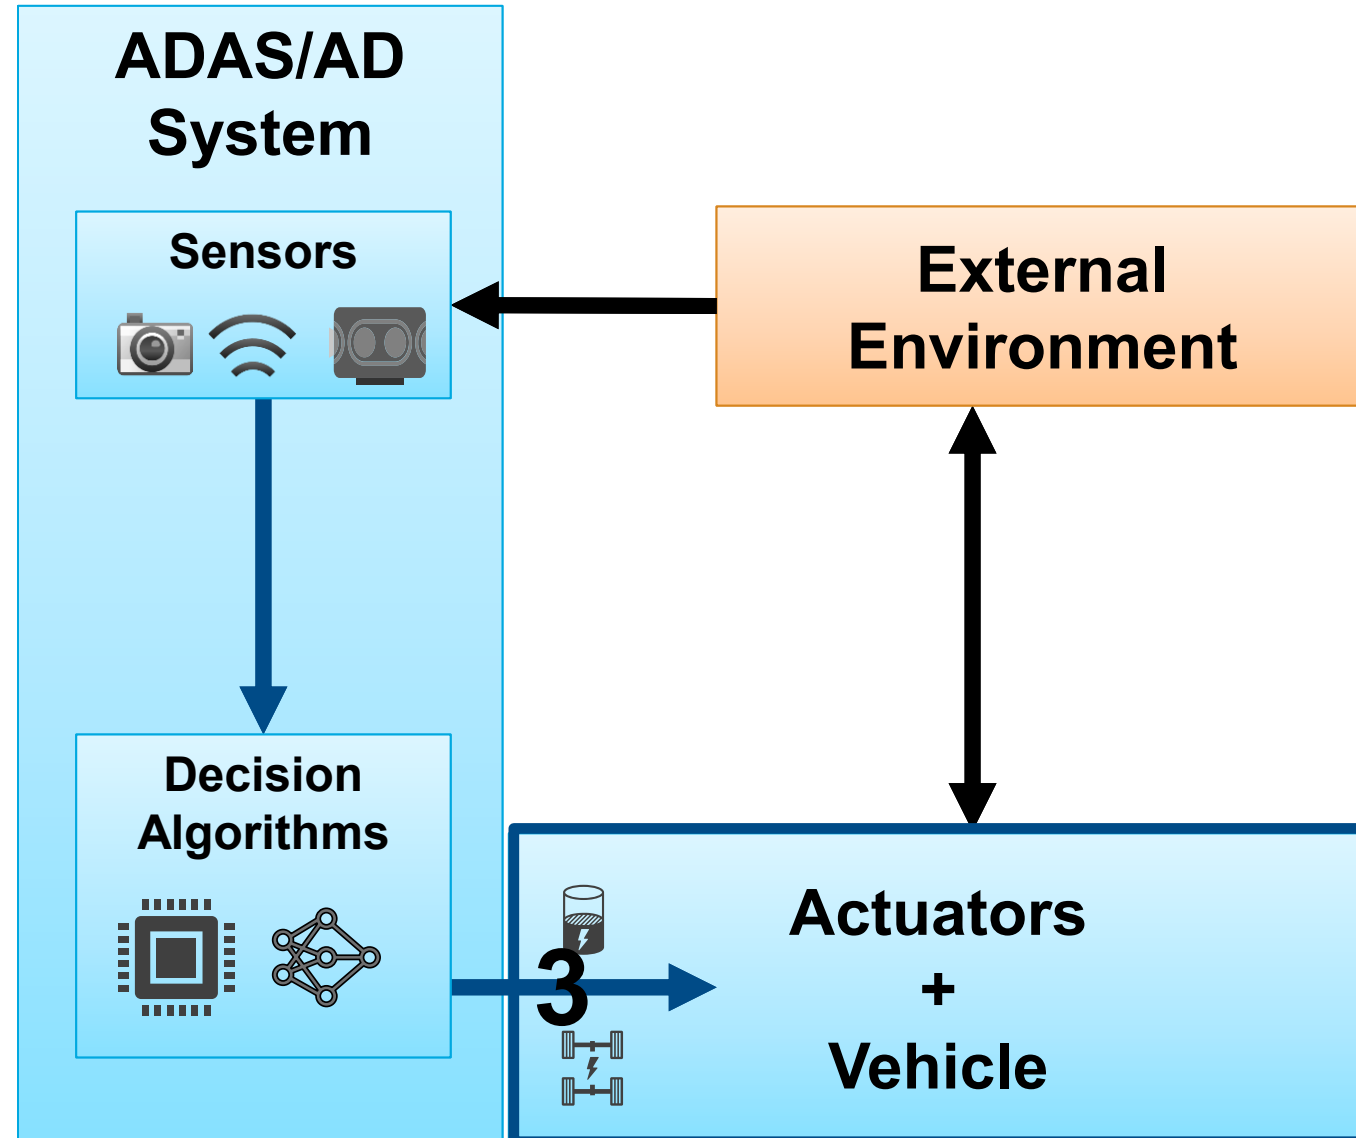 ADAS/AD
System
Sensors
External
Environment
Decision
Algorithms
3
Actuators
+
Vehicle